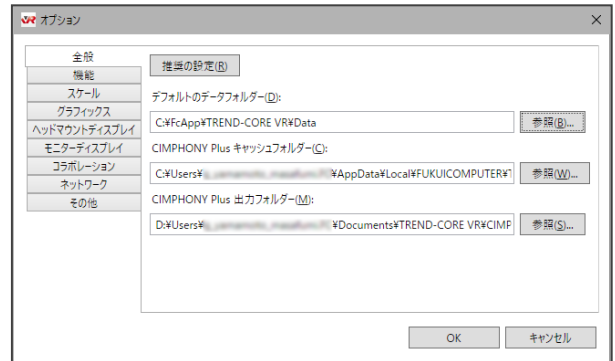 オプション
全般
機能
スケール
グラフィックス
ヘッドマウントディスプレイ
モニターディスプレイ
コラボレーション
ネットワーク
その他
推奨の設定(R)
デフォルトのデータフォルダー(D):
C:¥FcApp¥TREND-CORE VR¥Data
参照(B)...
CIMPHONY Plus キャッシュフォルダー(C):
C:¥Users¥ ¥AppData¥Local¥FUKUICOMPUTER¥T
参照(W)...
CIMPHONY Plus 出力フォルダー(M):
D:¥Users¥ ¥Documents¥TREND-CORE VR¥CIMP
参照(S)...
OK
キャンセル